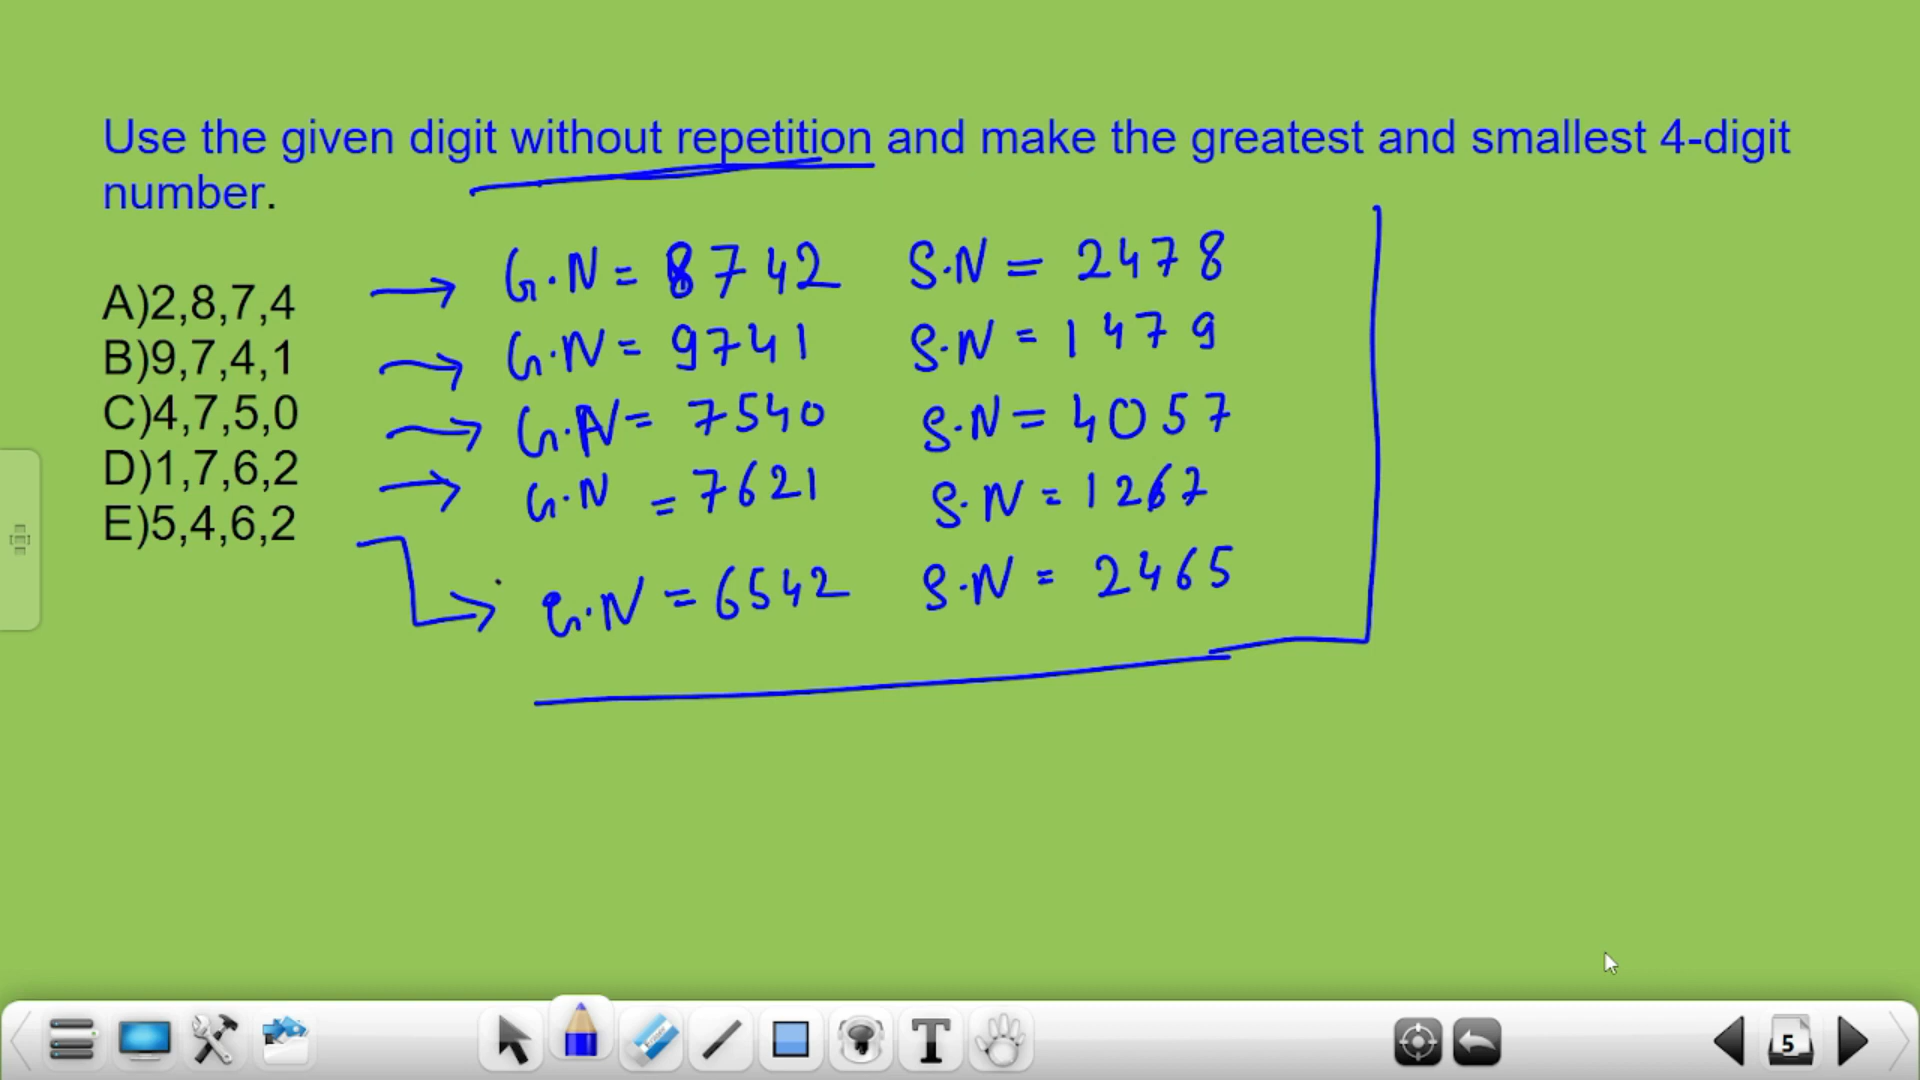 Use the given digit without repetition and make the greatest and smallest 4-digit
number.
A)2,8,7,4 → G.N = 8742 S.N = 2478
B)9,7,4,1 → G.N = 9741 S.N = 1479
C)4,7,5,0 → G.N = 7540 S.N = 4057
D)1,7,6,2 → G.N = 7621 S.N = 1267
E)5,4,6,2 → G.N = 6542 S.N = 2465
T
5